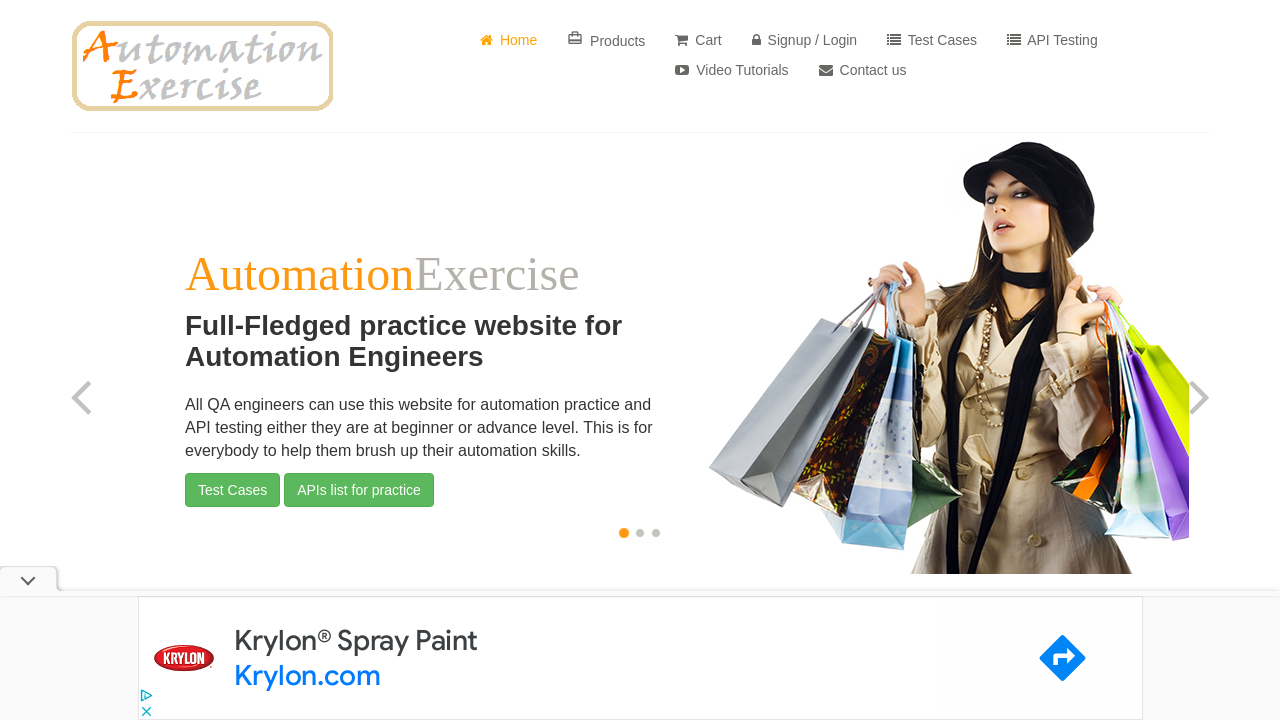 Automation
Exercise
Home
Products
Cart
Signup / Login
Test Cases
API Testing
Video Tutorials
Contact us
AutomationExercise
Full-Fledged practice website for
Automation Engineers
All QA engineers can use this website for automation practice and
API testing either they are at beginner or advance level. This is for
everybody to help them brush up their automation skills.
Test Cases
APIs list for practice
KRYLON
Krylon® Spray Paint
Krylon.com